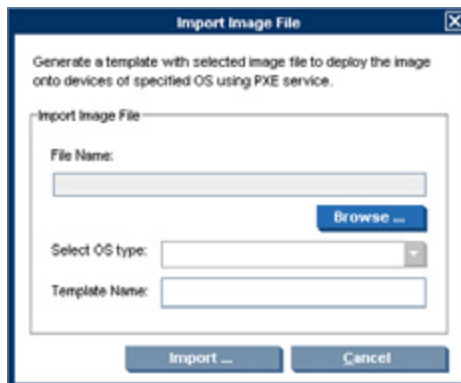 Import Image File
Generate a template with selected image file to deploy the image
onto devices of specified OS using PXE service.
Import Image File
File Name:
Browse ...
Select OS type:
Template Name:
Import ...
Cancel